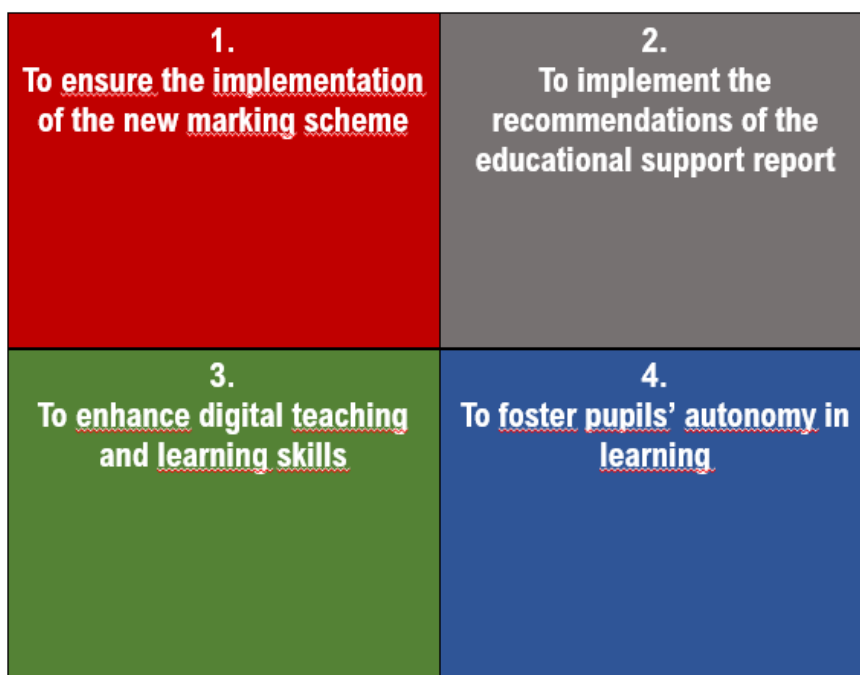 1.
To ensure the implementation
of the new marking scheme
2.
To implement the
recommendations of the
educational support report
3.
To enhance digital teaching
and learning skills
4.
To foster pupils’ autonomy in
learning